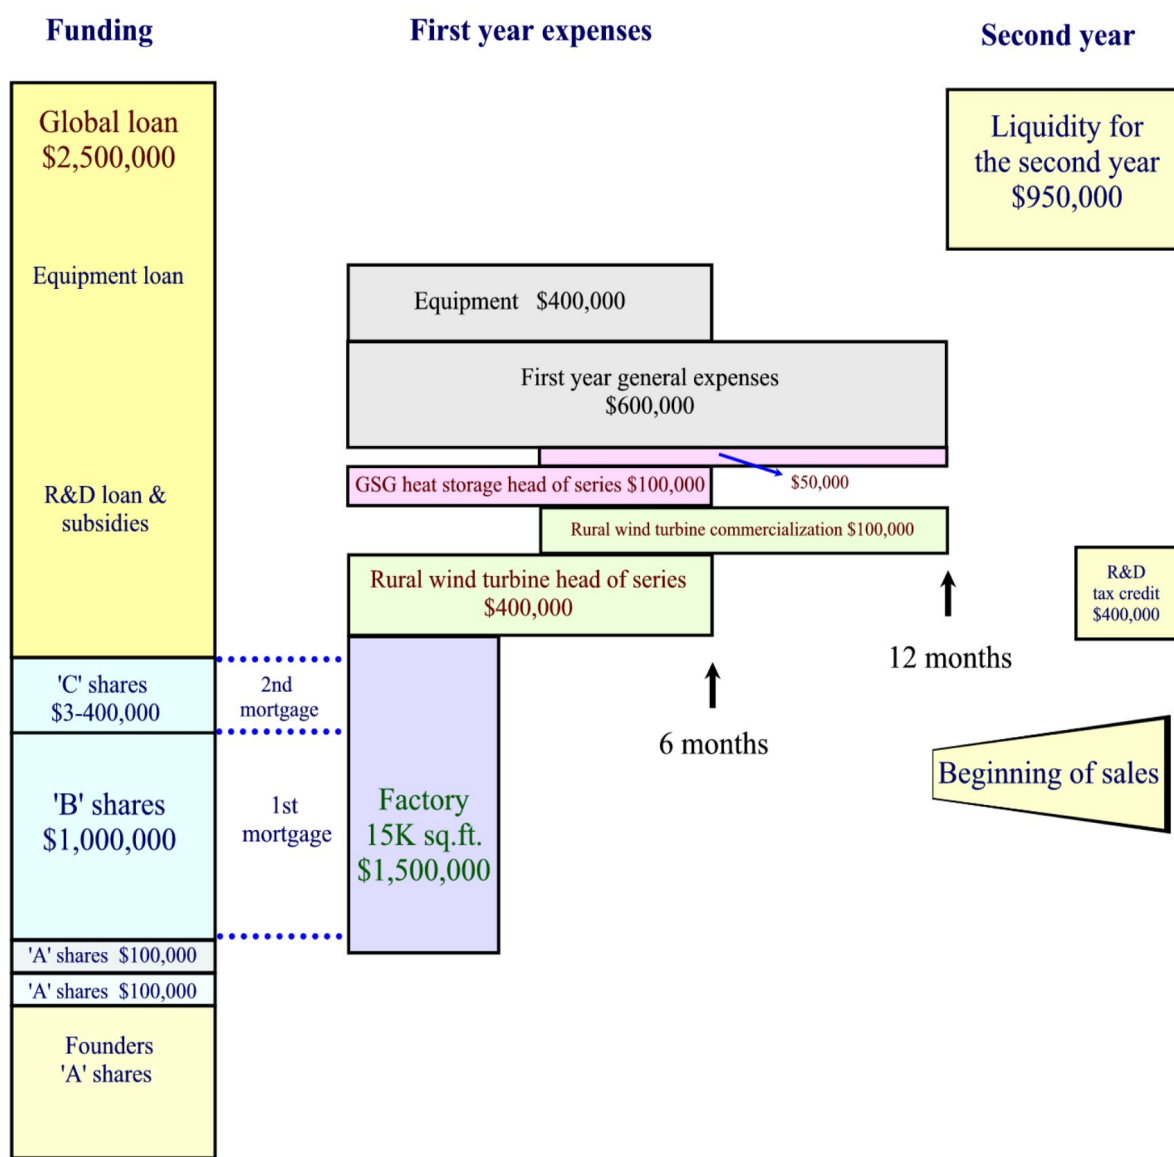 Funding
First year expenses
Second year
Global loan
$2,500,000
Equipment loan
R&D loan &
subsidies
'C' shares
$3-400,000
'B' shares
$1,000,000
'A' shares $100,000
'A' shares $100,000
Founders
'A' shares
2nd
mortgage
1st
mortgage
Equipment $400,000
First year general expenses
$600,000
$50,000
GSG heat storage head of series $100,000
Rural wind turbine commercialization $100,000
Rural wind turbine head of series
$400,000
Factory
15K sq.ft.
$1,500,000
6 months
12 months
Liquidity for
the second year
$950,000
R&D
tax credit
$400,000
Beginning of sales